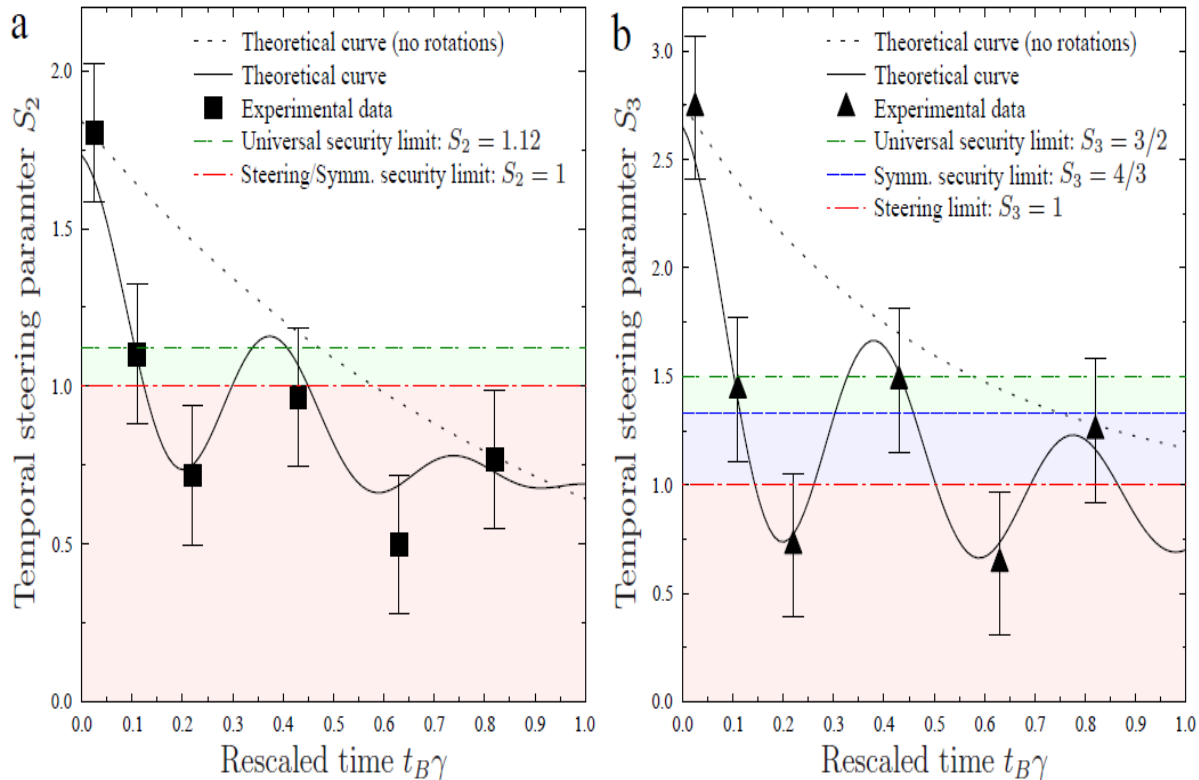 a
Theoretical curve (no rotations)
Theoretical curve
Experimental data
Universal security limit: S₂ = 1.12
Steering/Symm. security limit: S₂ = 1
Temporal steering paramter S₂
2.0
1.5
1.0
0.5
0.0
0.0 0.1 0.2 0.3 0.4 0.5 0.6 0.7 0.8 0.9 1.0
Rescaled time t_Bγ
b
Theoretical curve (no rotations)
Theoretical curve
Experimental data
Universal security limit: S₃ = 3/2
Symm. security limit: S₃ = 4/3
Steering limit: S₃ = 1
Temporal steering parameter S₃
3.0
2.5
2.0
1.5
1.0
0.5
0.0
0.0 0.1 0.2 0.3 0.4 0.5 0.6 0.7 0.8 0.9 1.0
Rescaled time t_Bγ